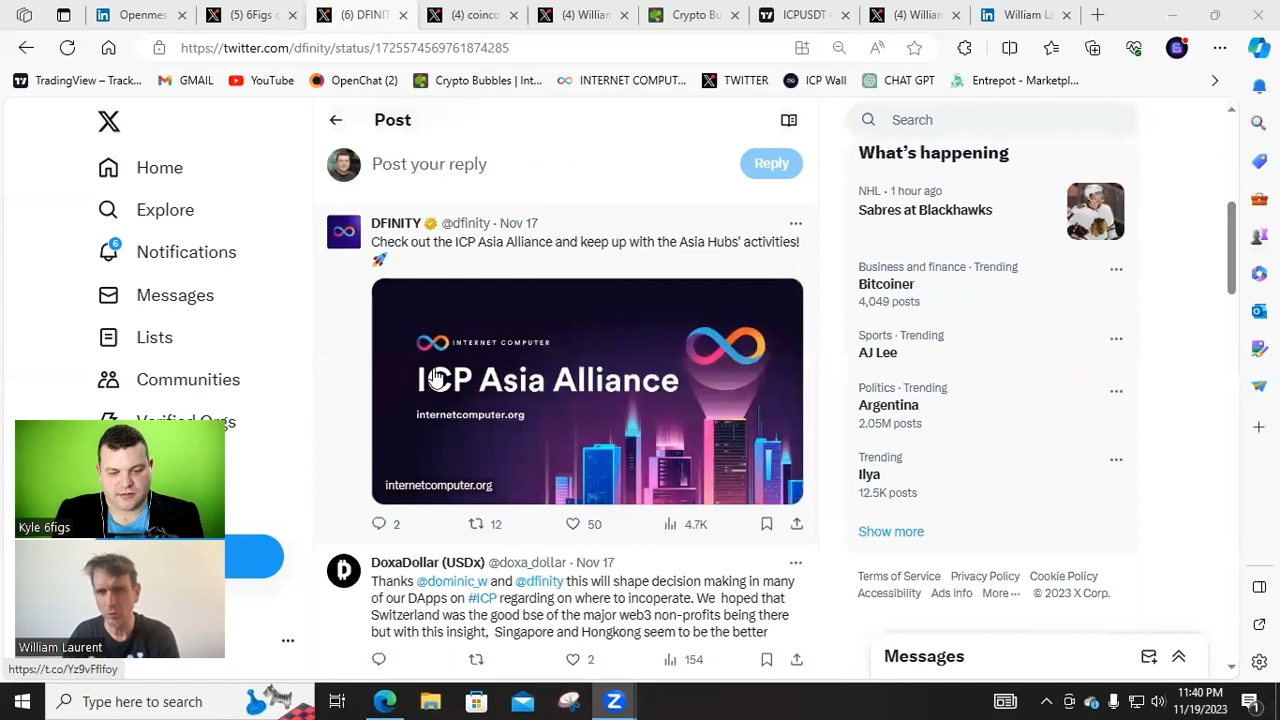 Openmes
(5) 6Figs c
(6) DFINIT
(4) coinco
(4) William
Crypto Bu
ICPUSDT
(4) William
William La
https://twitter.com/dfinity/status/1725574569761874285
TradingView – Track...
GMAIL
YouTube
OpenChat (2)
Crypto Bubbles | Int...
INTERNET COMPUT...
TWITTER
ICP Wall
CHAT GPT
Entrepot - Marketpl...
Home
Explore
6
Notifications
Messages
Lists
Communities
Verified Orgs
Post
Post your reply
Reply
DFINITY @dfinity · Nov 17
Check out the ICP Asia Alliance and keep up with the Asia Hubs' activities!
INTERNET COMPUTER
ICP Asia Alliance
internetcomputer.org
internetcomputer.org
2
12
50
4.7K
DoxaDollar (USDx) @doxa_dollar · Nov 17
Thanks @dominic_w and @dfinity this will shape decision making in many
of our DApps on #ICP regarding on where to incoperate. We hoped that
Switzerland was the good bse of the major web3 non-profits being there
but with this insight, Singapore and Hongkong seem to be the better
2
154
Search
What's happening
NHL · 1 hour ago
Sabres at Blackhawks
Business and finance · Trending
Bitcoiner
4,049 posts
Sports · Trending
AJ Lee
Politics · Trending
Argentina
2.05M posts
Trending
Ilya
12.5K posts
Show more
Terms of Service Privacy Policy Cookie Policy
Accessibility Ads info More··· © 2023 X Corp.
Messages
Kyle 6figs
William Laurent
https://t.co/Yz9vFflfoy
Type here to search
11:40 PM
11/19/2023